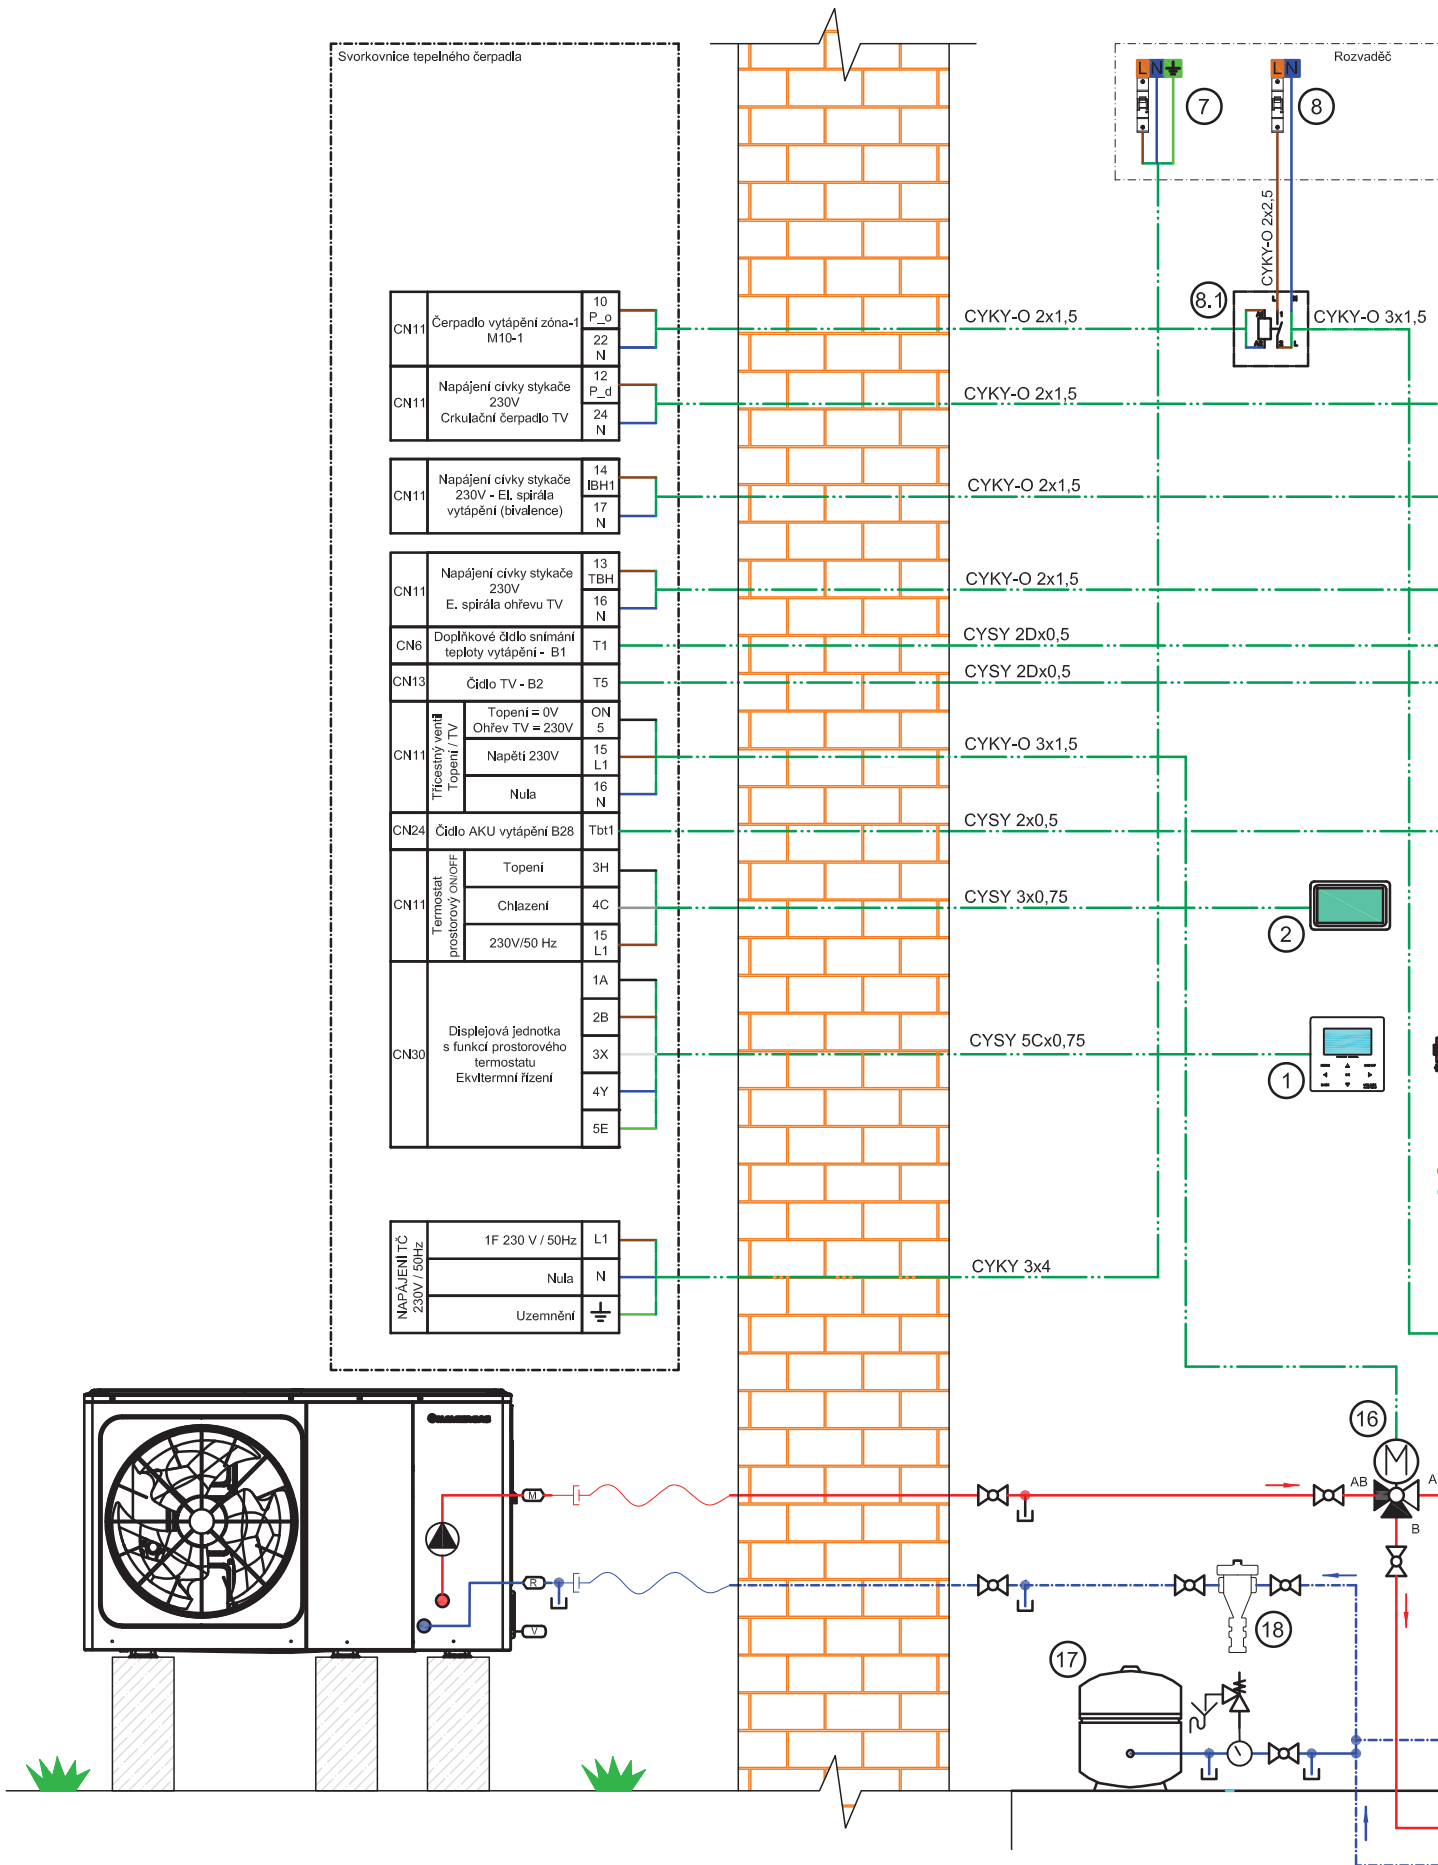 Svorkovnice tepelného čerpadla
Rozvaděč
L N
7
L N
8
CYKY-O 2x2,5
8.1
A1
A2
1
2
L
N
L
CYKY-O 3x1,5
CN11
Čerpadlo vytápění zóna-1
M10-1
10
P_o
22
N
CYKY-O 2x1,5
CN11
Napájení cívky stykače
230V
Crkulační čerpadlo TV
12
P_d
24
N
CYKY-O 2x1,5
CN11
Napájení cívky stykače
230V - El. spirála
vytápění (bivalence)
14
IBH1
17
N
CYKY-O 2x1,5
CN11
Napájení cívky stykače
230V
E. spirála ohřevu TV
13
TBH
16
N
CYKY-O 2x1,5
CN6
Doplňkové čidlo snímání
teploty vytápění - B1
T1
CYSY 2Dx0,5
CN13
Čidlo TV - B2
T5
CYSY 2Dx0,5
CN11
Třícestný ventil
Topení / TV
Topení = 0V
Ohřev TV = 230V
ON
5
Napětí 230V
15
L1
Nula
16
N
CYKY-O 3x1,5
CN24
Čidlo AKU vytápění B28
Tbt1
CYSY 2x0,5
CN11
Termostat
prostorový ON/OFF
Topení
3H
Chlazení
4C
230V/50 Hz
15
L1
CYSY 3x0,75
2
CN30
Displejová jednotka
s funkcí prostorového
termostatu
Ekvitermní řízení
1A
2B
3X
4Y
5E
CYSY 5Cx0,75
1
NAPÁJENÍ TČ
230V / 50Hz
1F 230 V / 50Hz
L1
Nula
N
Uzemnění
CYKY 3x4
16
M
AB
A
B
M
R
V
18
17